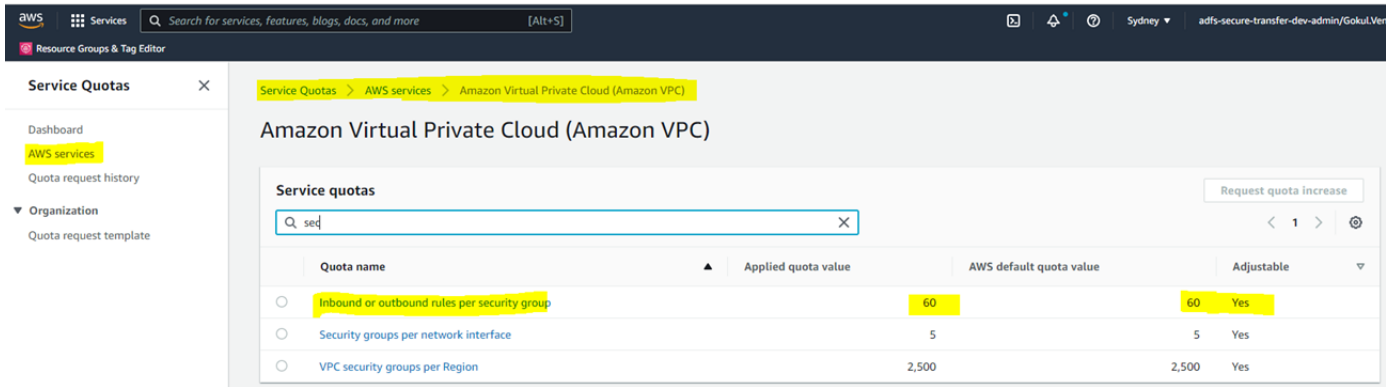 aws Services Search for services, features, blogs, docs, and more [Alt+S] Sydney ▼ adfs-secure-transfer-dev-admin/Gokul.Ven
Resource Groups & Tag Editor
Service Quotas
Dashboard
AWS services
Quota request history
▼ Organization
Quota request template
Service Quotas > AWS services > Amazon Virtual Private Cloud (Amazon VPC)
Amazon Virtual Private Cloud (Amazon VPC)
Service quotas Request quota increase
sec
< 1 >
Quota name ▲ Applied quota value AWS default quota value Adjustable
Inbound or outbound rules per security group 60 60 Yes
Security groups per network interface 5 5 Yes
VPC security groups per Region 2,500 2,500 Yes